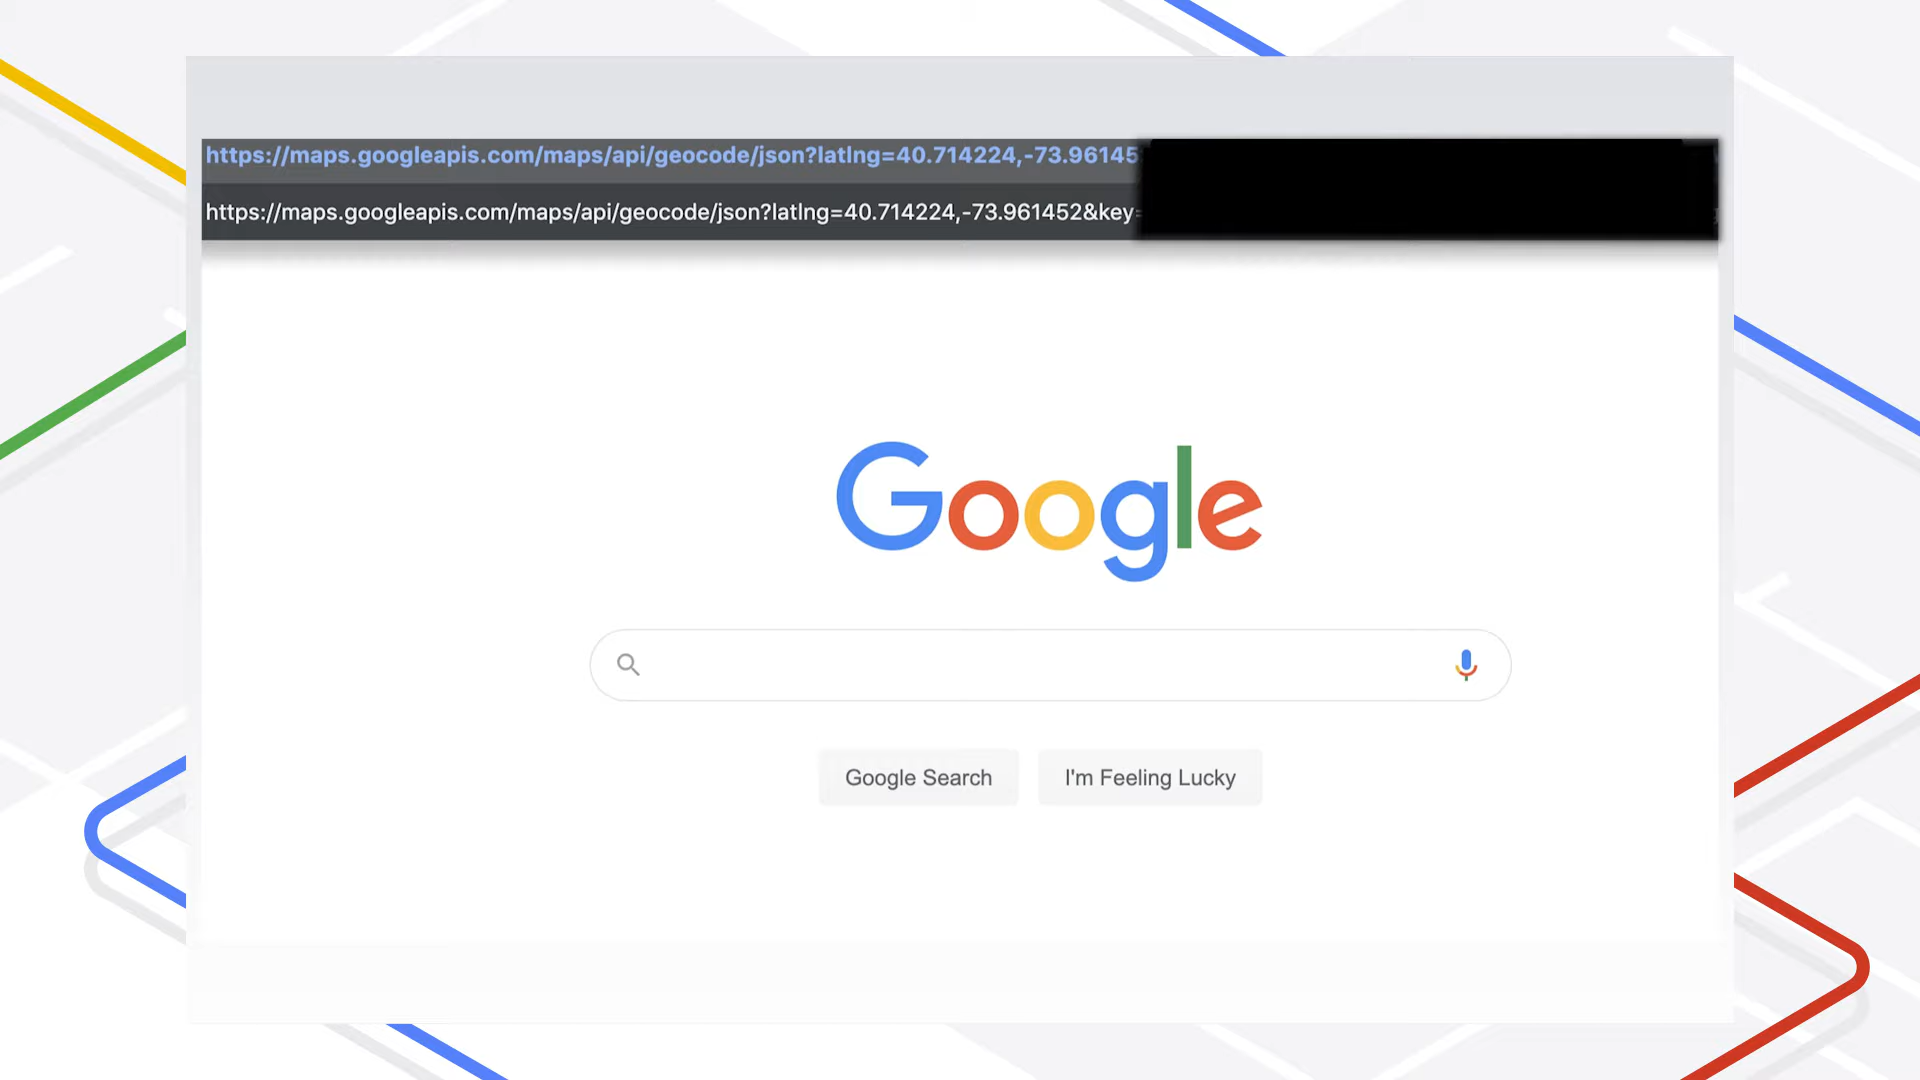 https://maps.googleapis.com/maps/api/geocode/json?latlng=40.714224,-73.96145
https://maps.googleapis.com/maps/api/geocode/json?latlng=40.714224,-73.961452&key=
Google
Google Search I'm Feeling Lucky